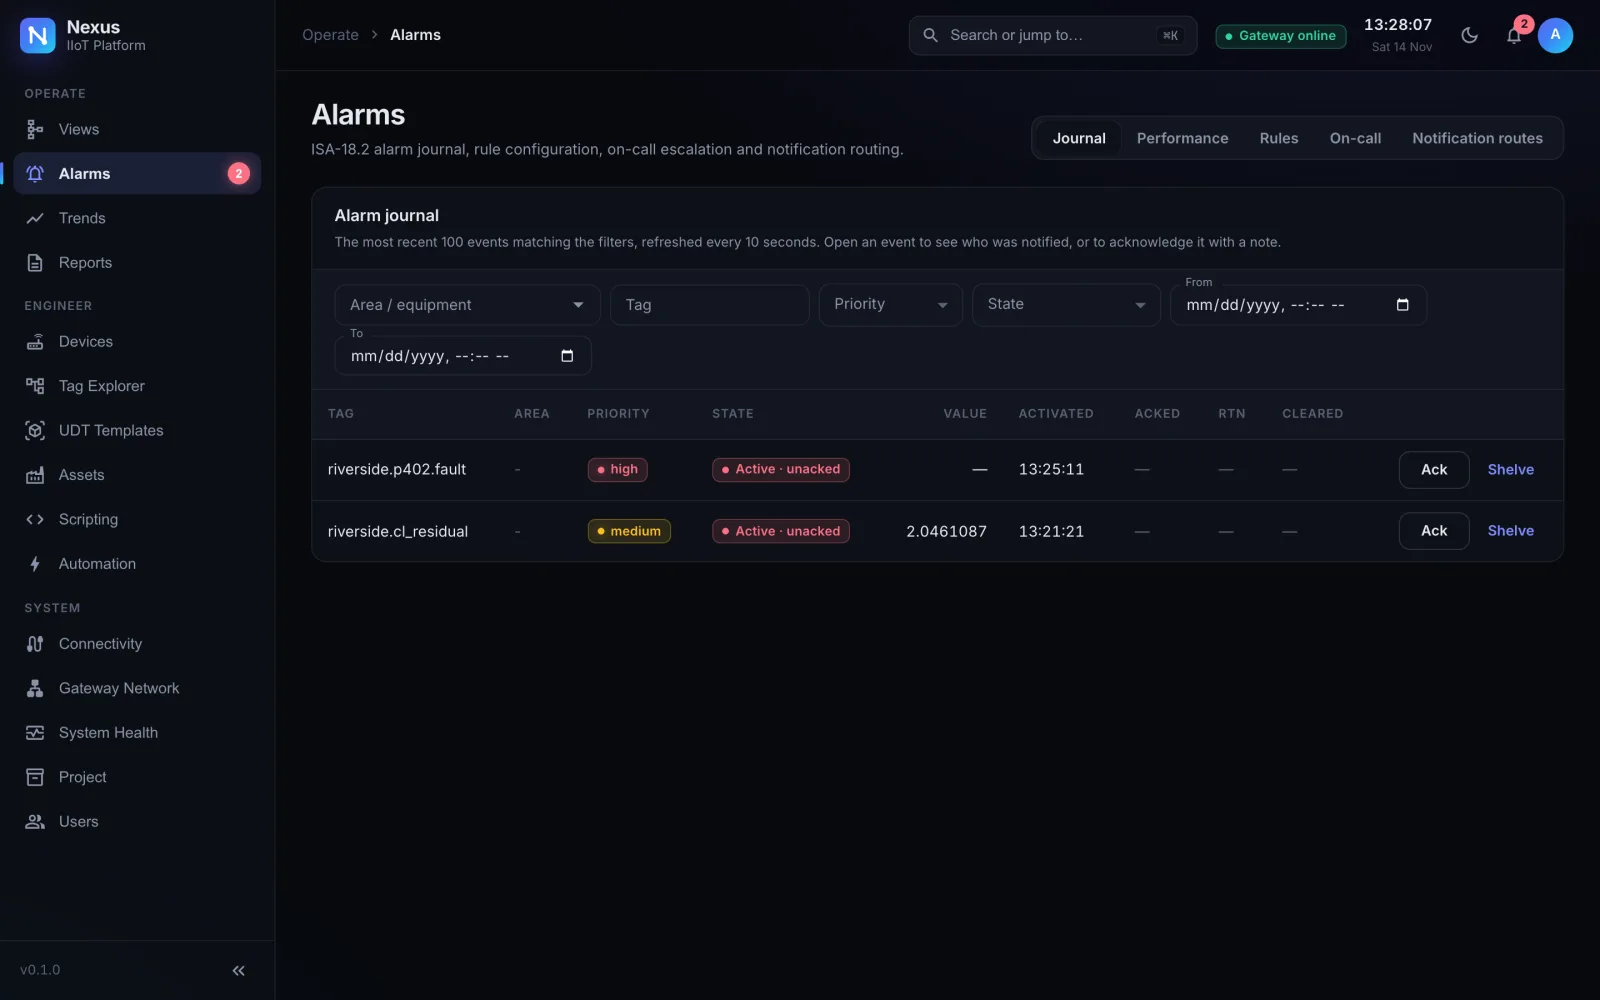 Nexus
IIoT Platform
OPERATE
Views
Alarms 2
Trends
Reports
ENGINEER
Devices
Tag Explorer
UDT Templates
Assets
Scripting
Automation
SYSTEM
Connectivity
Gateway Network
System Health
Project
Users
v0.1.0
Operate > Alarms
Search or jump to… ⌘K
Gateway online
13:28:07
Sat 14 Nov
2
A
Alarms
ISA-18.2 alarm journal, rule configuration, on-call escalation and notification routing.
Journal Performance Rules On-call Notification routes
Alarm journal
The most recent 100 events matching the filters, refreshed every 10 seconds. Open an event to see who was notified, or to acknowledge it with a note.
Area / equipment Tag Priority State From mm/dd/yyyy, --:-- --
To mm/dd/yyyy, --:-- --
TAG AREA PRIORITY STATE VALUE ACTIVATED ACKED RTN CLEARED
riverside.p402.fault - high Active · unacked — 13:25:11 — — — Ack Shelve
riverside.cl_residual - medium Active · unacked 2.0461087 13:21:21 — — — Ack Shelve